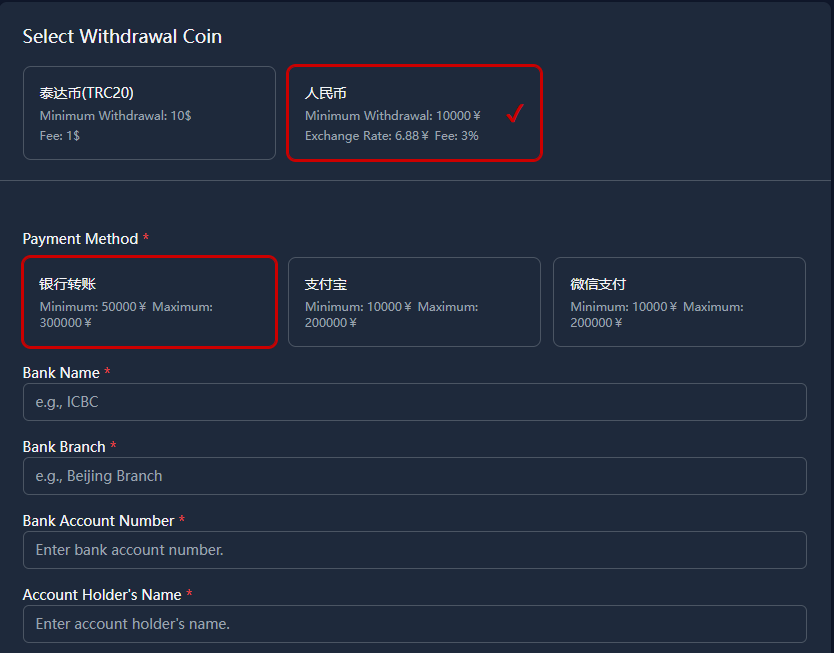 Select Withdrawal Coin
泰达币(TRC20)
Minimum Withdrawal: 10$
Fee: 1$
人民币
Minimum Withdrawal: 10000￥
Exchange Rate: 6.88￥ Fee: 3%
Payment Method *
银行转账
Minimum: 50000￥ Maximum:
300000￥
支付宝
Minimum: 10000￥ Maximum:
200000￥
微信支付
Minimum: 10000￥ Maximum:
200000￥
Bank Name *
e.g., ICBC
Bank Branch *
e.g., Beijing Branch
Bank Account Number *
Enter bank account number.
Account Holder's Name *
Enter account holder's name.